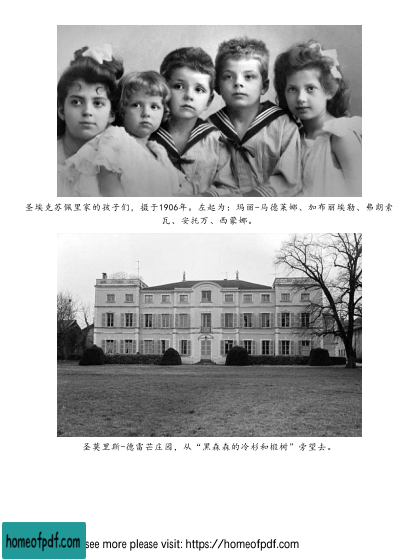 圣埃克苏佩里家的孩子们，摄于1906年。左起为：玛丽-马德莱娜、加布丽埃勒、弗朗索
瓦、安托万、西蒙娜。
圣莫里斯-德雷芒庄园，从“黑森森的冷杉和椴树”旁望去。
homeofpdf.com
see more please visit: https://homeofpdf.com